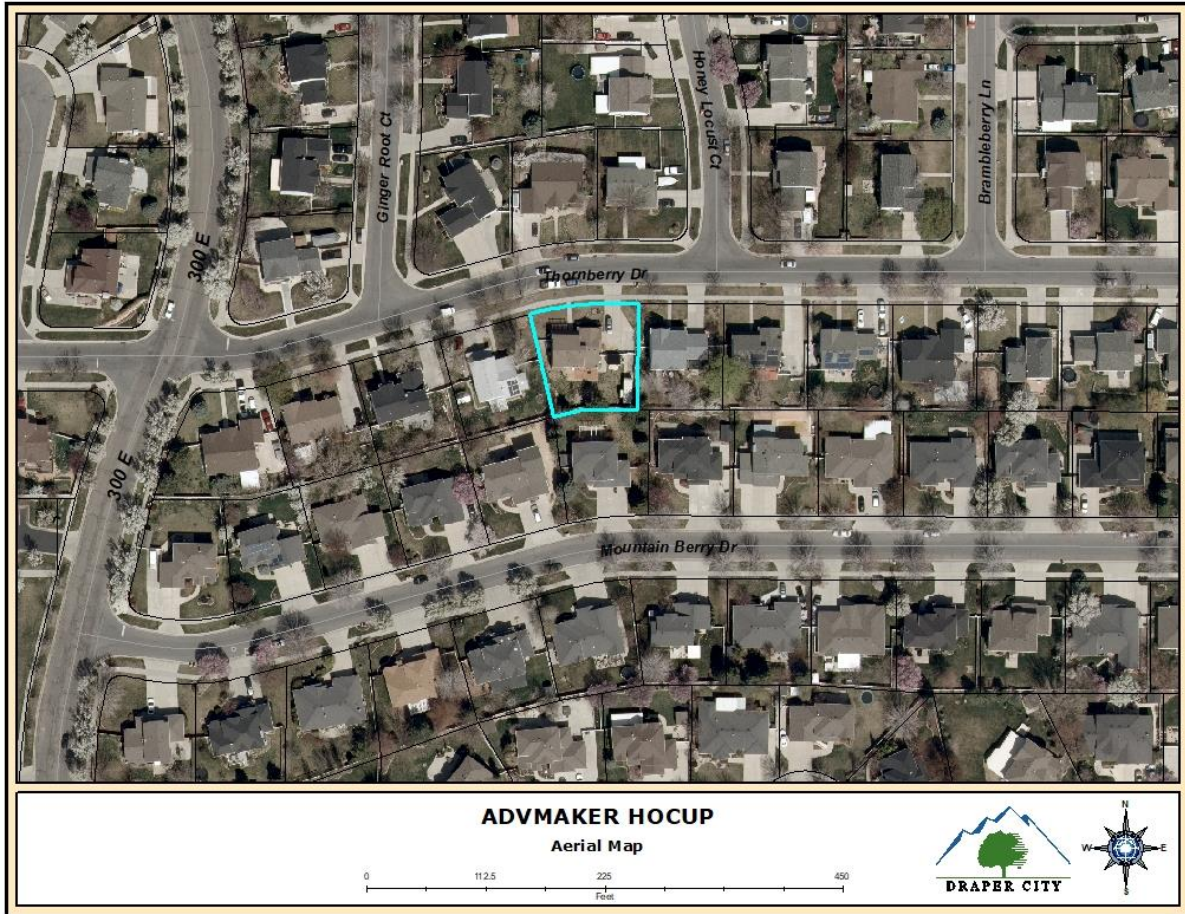 Ginger Root Ct
Honey Locust Ct
Brambleberry Ln
300 E
Thornberry Dr
300 E
Mountain Berry Dr
ADVMAKER HOCUP
Aerial Map
0 112.5 225 450
Feet
DRAPER CITY
N
W E
S